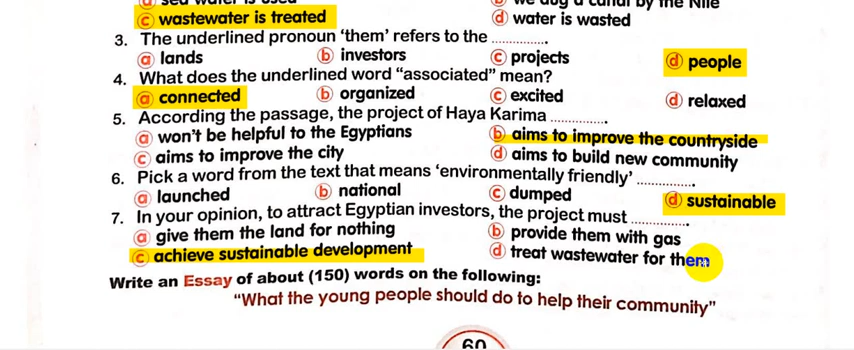 ⓒ wastewater is treated ⓓ water is wasted
3. The underlined pronoun ‘them’ refers to the ..............
ⓐ lands ⓑ investors ⓒ projects ⓓ people
4. What does the underlined word “associated” mean?
ⓐ connected ⓑ organized ⓒ excited ⓓ relaxed
5. According the passage, the project of Haya Karima ..............
ⓐ won't be helpful to the Egyptians ⓑ aims to improve the countryside
ⓒ aims to improve the city ⓓ aims to build new community
6. Pick a word from the text that means ‘environmentally friendly’ ..............
ⓐ launched ⓑ national ⓒ dumped ⓓ sustainable
7. In your opinion, to attract Egyptian investors, the project must ..............
ⓐ give them the land for nothing ⓑ provide them with gas
ⓒ achieve sustainable development ⓓ treat wastewater for them
Write an Essay of about (150) words on the following:
“What the young people should do to help their community”
60